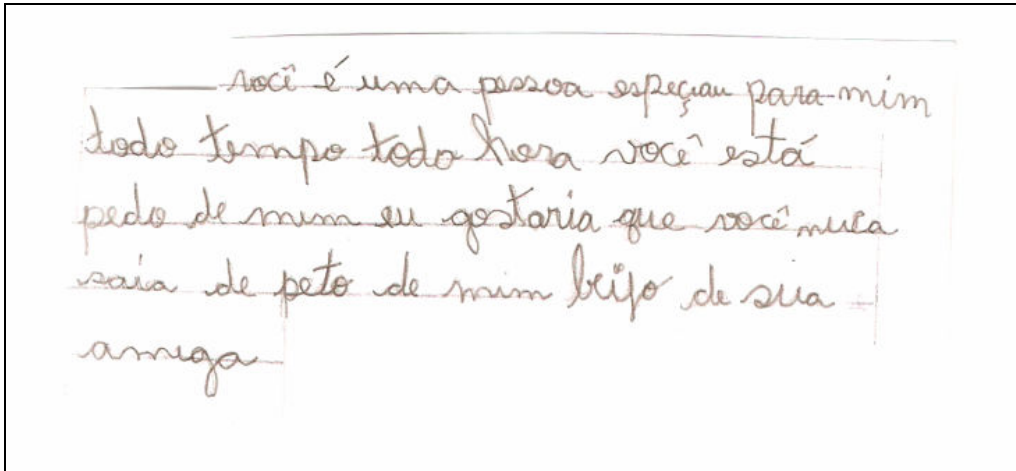 você é uma pessoa espeçiau para mim
todo tempo todo hora você está
pedo de mim eu gostaria que você nuca
saia de peto de mim beijo de sua
amiga